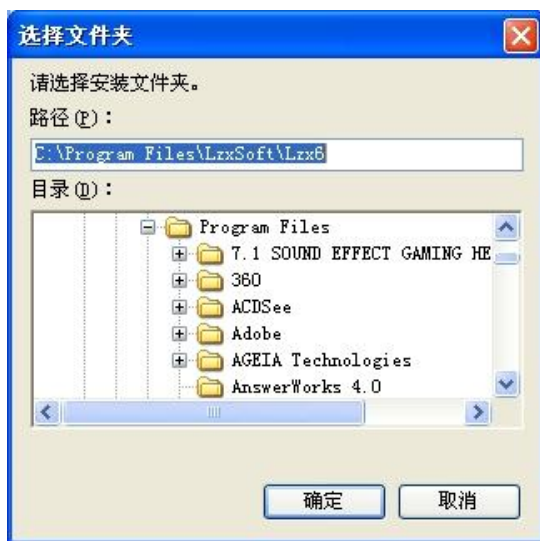 选择文件夹
请选择安装文件夹。
路径(P)：
C:\Program Files\LzxSoft\Lzx6
目录(D)：
Program Files
7.1 SOUND EFFECT GAMING HE
360
ACDSee
Adobe
AGEIA Technologies
AnswerWorks 4.0
确定 取消